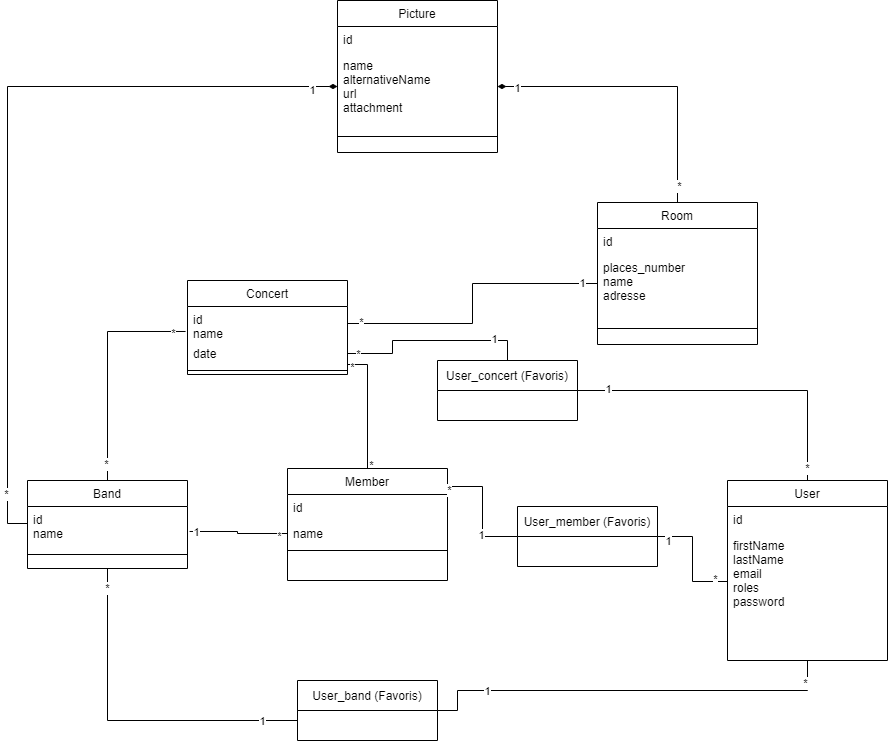 Picture
id
name
alternativeName
url
attachment
1
1
*
Room
id
places_number
name
adresse
1
Concert
id
name
date
*
*
*
*
1
User_concert (Favoris)
1
*
*
*
*
Band
id
name
1
*
Member
id
name
*
1
User_member (Favoris)
1
*
User
id
firstName
lastName
email
roles
password
*
*
User_band (Favoris)
1
1